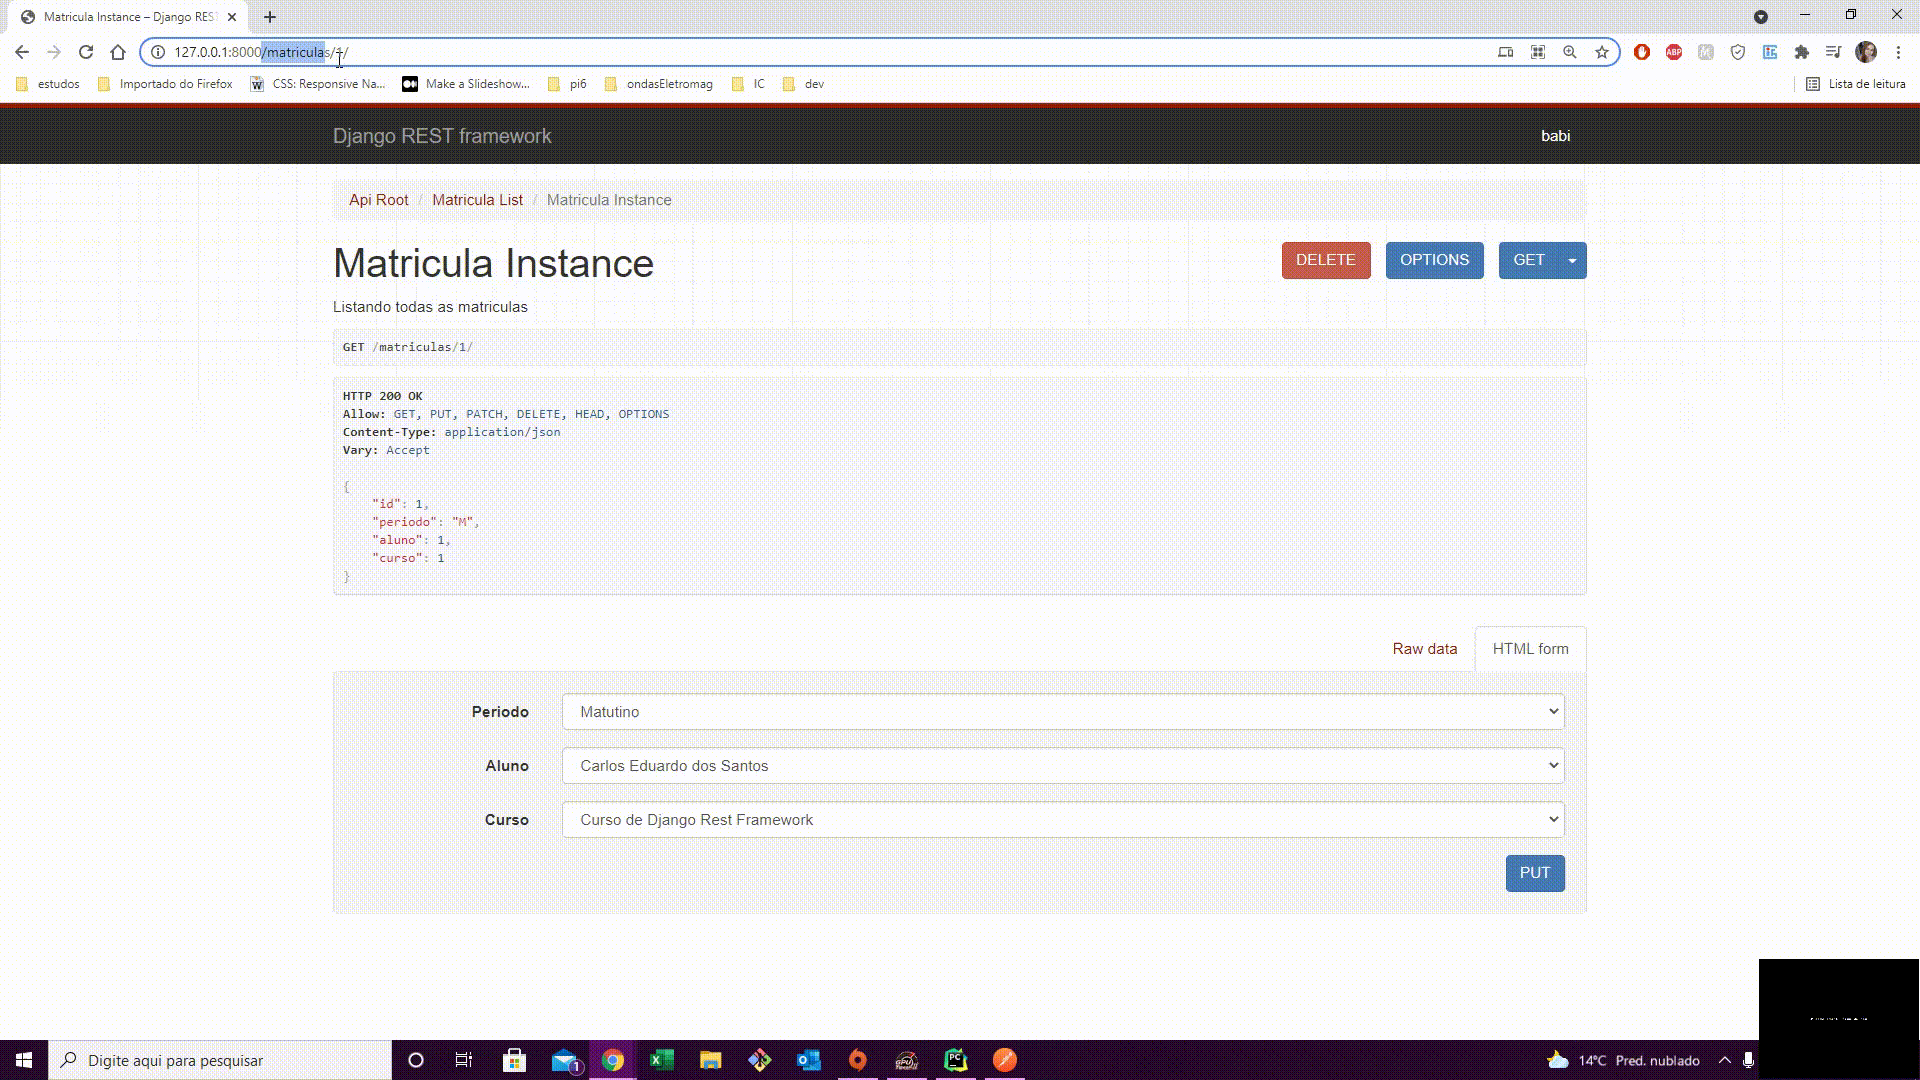 Matricula Instance – Django RES
127.0.0.1:8000/matriculas/1/
estudos
Importado do Firefox
CSS: Responsive Na...
Make a Slideshow...
pi6
ondasEletromag
IC
dev
Lista de leitura
Django REST framework
babi
Api Root / Matricula List / Matricula Instance
Matricula Instance
DELETE
OPTIONS
GET
Listando todas as matriculas
GET /matriculas/1/
HTTP 200 OK
Allow: GET, PUT, PATCH, DELETE, HEAD, OPTIONS
Content-Type: application/json
Vary: Accept
{
"id": 1,
"periodo": "M",
"aluno": 1,
"curso": 1
}
Raw data
HTML form
Periodo
Matutino
Aluno
Carlos Eduardo dos Santos
Curso
Curso de Django Rest Framework
PUT
Digite aqui para pesquisar
1
PC
14°C Pred. nublado